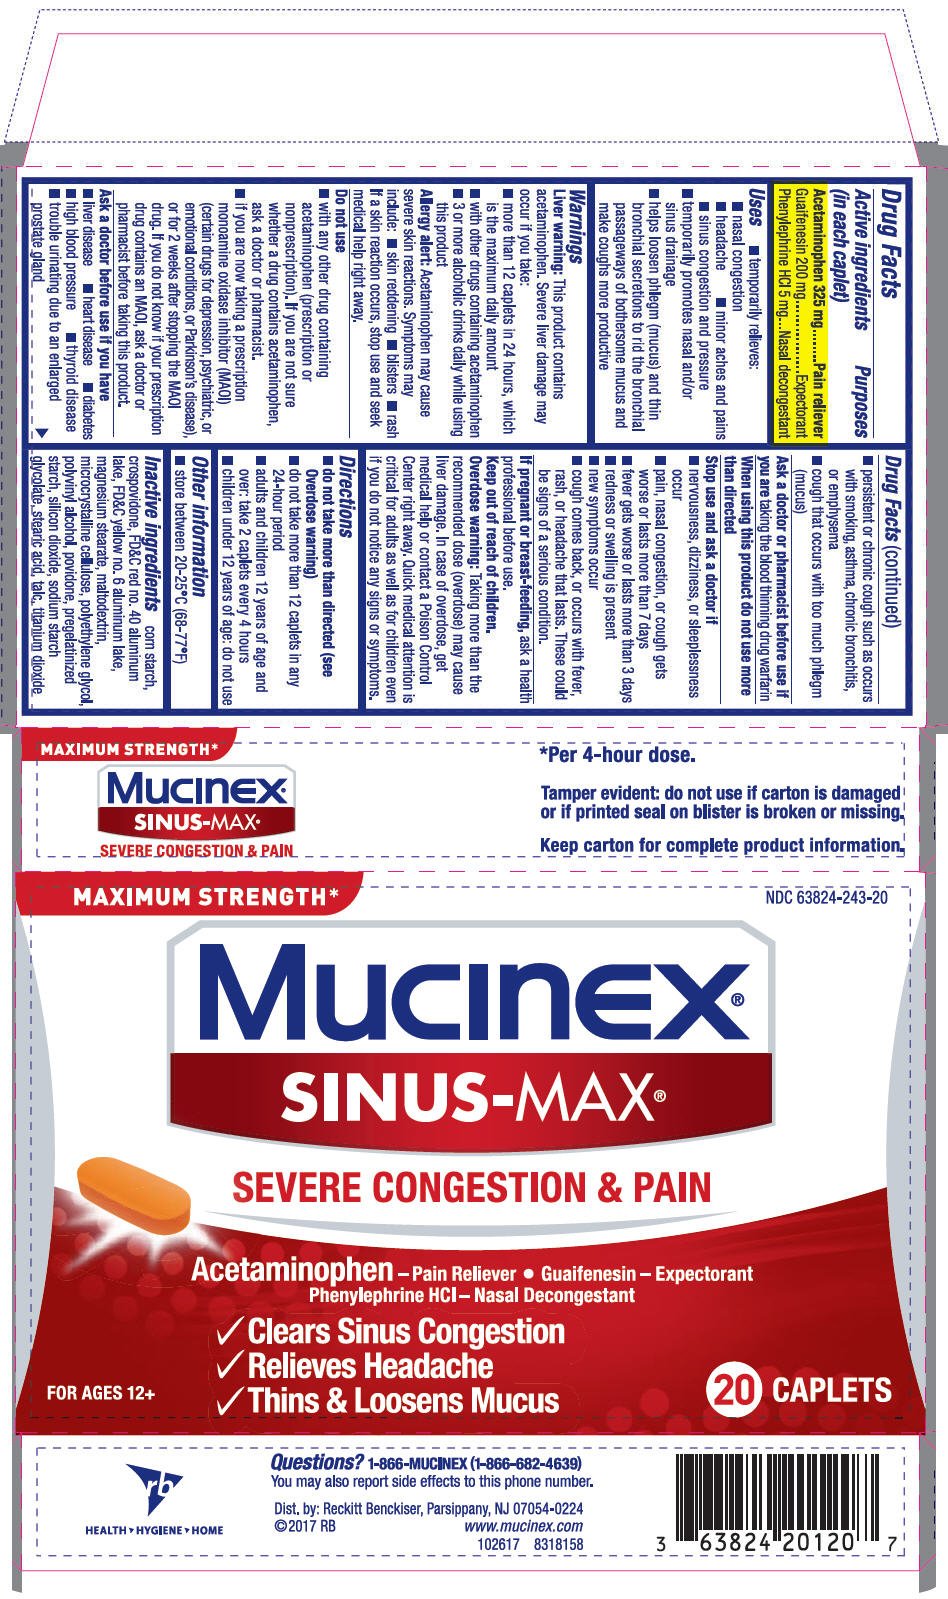 Drug Facts
Active ingredients Purposes
(in each caplet)
Acetaminophen 325 mg.........Pain reliever
Guaifenesin 200 mg..............Expectorant
Phenylephrine HCl 5 mg....Nasal decongestant
Uses ■ temporarily relieves:
■ nasal congestion
■ headache ■ minor aches and pains
■ sinus congestion and pressure
■ temporarily promotes nasal and/or
sinus drainage
■ helps loosen phlegm (mucus) and thin
bronchial secretions to rid the bronchial
passageways of bothersome mucus and
make coughs more productive
Warnings
Liver warning: This product contains
acetaminophen. Severe liver damage may
occur if you take:
■ more than 12 caplets in 24 hours, which
is the maximum daily amount
■ with other drugs containing acetaminophen
■ 3 or more alcoholic drinks daily while using
this product
Allergy alert: Acetaminophen may cause
severe skin reactions. Symptoms may
include: ■ skin reddening ■ blisters ■ rash
If a skin reaction occurs, stop use and seek
medical help right away.
Do not use
■ with any other drug containing
acetaminophen (prescription or
nonprescription). If you are not sure
whether a drug contains acetaminophen,
ask a doctor or pharmacist.
■ if you are now taking a prescription
monoamine oxidase inhibitor (MAOI)
(certain drugs for depression, psychiatric, or
emotional conditions, or Parkinson's disease),
or for 2 weeks after stopping the MAOI
drug. If you do not know if your prescription
drug contains an MAOI, ask a doctor or
pharmacist before taking this product.
Ask a doctor before use if you have
■ liver disease ■ heart disease ■ diabetes
■ high blood pressure ■ thyroid disease
■ trouble urinating due to an enlarged
prostate gland
Drug Facts (continued)
■ persistent or chronic cough such as occurs
with smoking, asthma, chronic bronchitis,
or emphysema
■ cough that occurs with too much phlegm
(mucus)
Ask a doctor or pharmacist before use if
you are taking the blood thinning drug warfarin
When using this product do not use more
than directed
Stop use and ask a doctor if
■ nervousness, dizziness, or sleeplessness
occur
■ pain, nasal congestion, or cough gets
worse or lasts more than 7 days
■ fever gets worse or lasts more than 3 days
■ redness or swelling is present
■ new symptoms occur
■ cough comes back, or occurs with fever,
rash, or headache that lasts. These could
be signs of a serious condition.
If pregnant or breast-feeding, ask a health
professional before use.
Keep out of reach of children.
Overdose warning: Taking more than the
recommended dose (overdose) may cause
liver damage. In case of overdose, get
medical help or contact a Poison Control
Center right away. Quick medical attention is
critical for adults as well as for children even
if you do not notice any signs or symptoms.
Directions
■ do not take more than directed (see
Overdose warning)
■ do not take more than 12 caplets in any
24-hour period
■ adults and children 12 years of age and
over: take 2 caplets every 4 hours
■ children under 12 years of age: do not use
Other information
■ store between 20-25°C (68-77°F)
Inactive ingredients corn starch,
crospovidone, FD&C red no. 40 aluminum
lake, FD&C yellow no. 6 aluminum lake,
magnesium stearate, maltodextrin,
microcrystalline cellulose, polyethylene glycol,
polyvinyl alcohol, povidone, pregelatinized
starch, silicon dioxide, sodium starch
glycolate, stearic acid, talc, titanium dioxide
MAXIMUM STRENGTH*
Mucinex®
SINUS-MAX®
SEVERE CONGESTION & PAIN
*Per 4-hour dose.
Tamper evident: do not use if carton is damaged
or if printed seal on blister is broken or missing.
Keep carton for complete product information.
MAXIMUM STRENGTH*
NDC 63824-243-20
Mucinex®
SINUS-MAX®
SEVERE CONGESTION & PAIN
Acetaminophen – Pain Reliever • Guaifenesin – Expectorant
Phenylephrine HCl – Nasal Decongestant
✓ Clears Sinus Congestion
✓ Relieves Headache
✓ Thins & Loosens Mucus
FOR AGES 12+
20 CAPLETS
rb
HEALTH • HYGIENE • HOME
Questions? 1-866-MUCINEX (1-866-682-4639)
You may also report side effects to this phone number.
Dist. by: Reckitt Benckiser, Parsippany, NJ 07054-0224
©2017 RB www.mucinex.com
102617 8318158
3 63824 20120 7